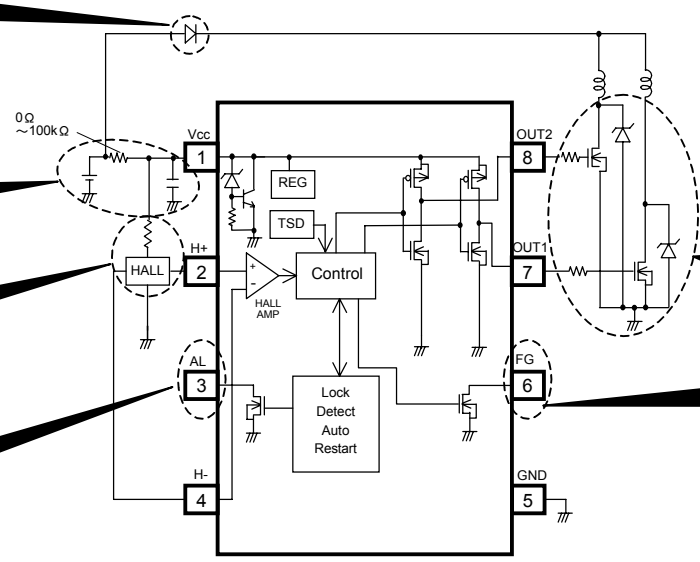 0Ω
～100kΩ
Vcc
1
OUT2
8
REG
TSD
H+
2
HALL
+
-
HALL
AMP
Control
OUT1
7
AL
3
Lock
Detect
Auto
Restart
FG
6
H-
4
GND
5